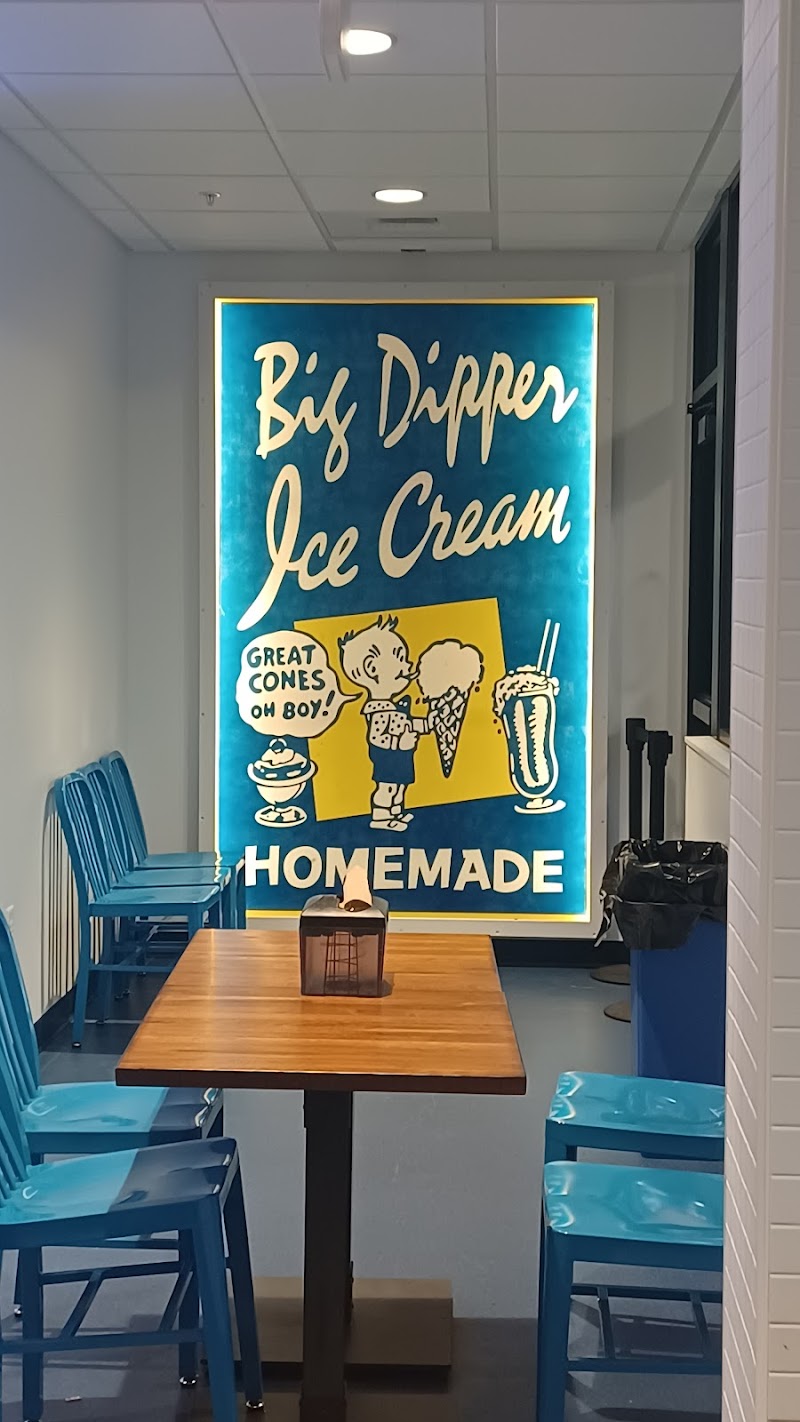 Big Dipper
Ice Cream
GREAT
CONES
OH BOY!
HOMEMADE